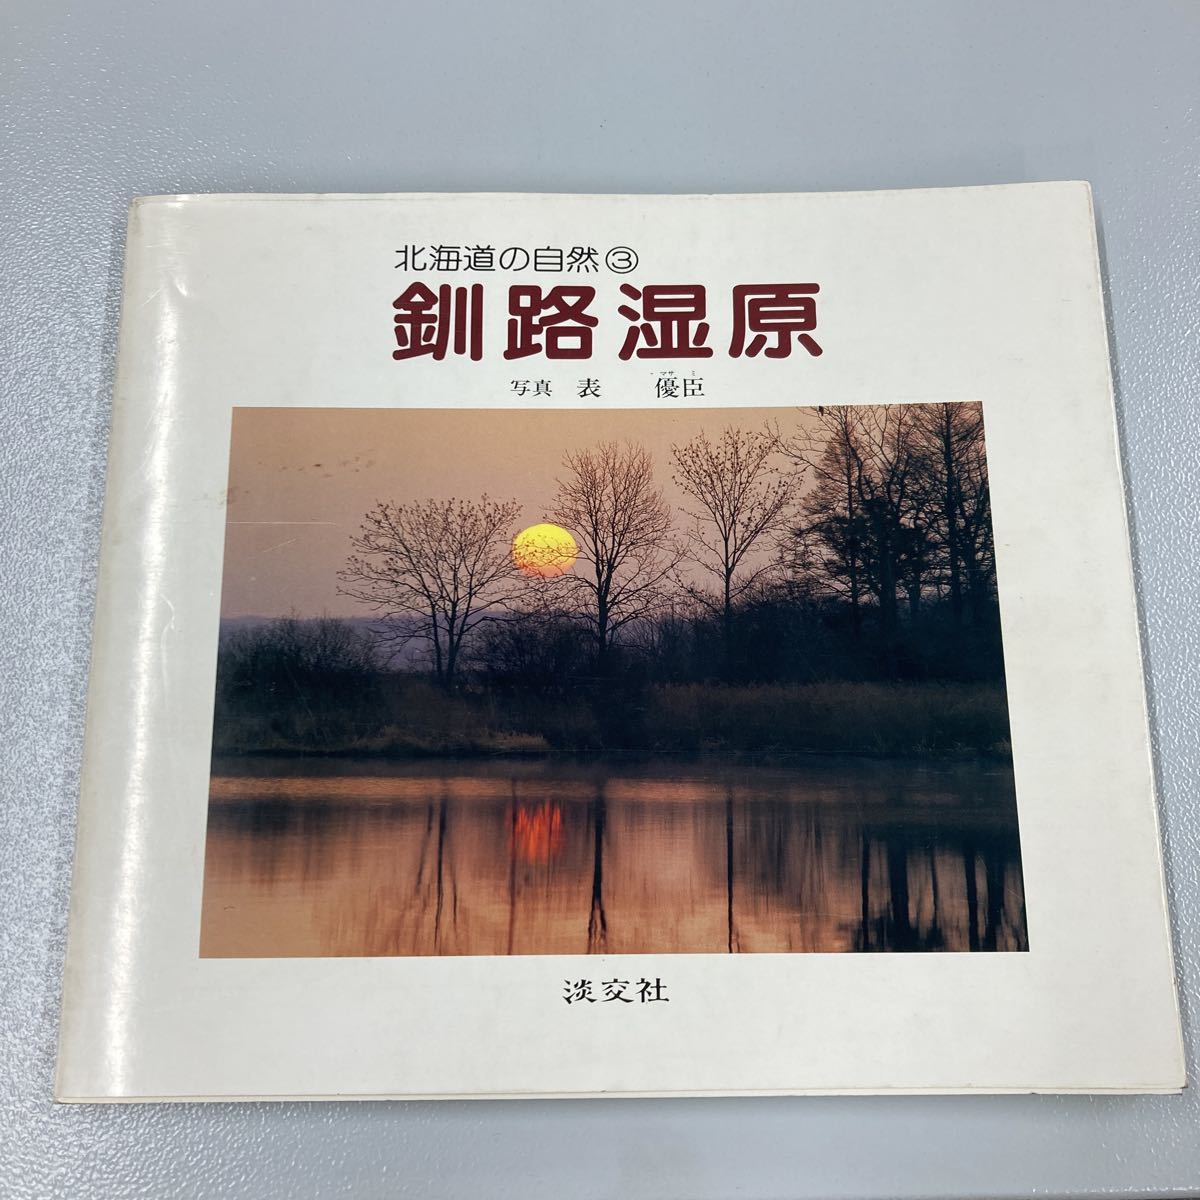 北海道の自然③
釧路湿原
マサ ミ
写真 表 優臣
淡交社